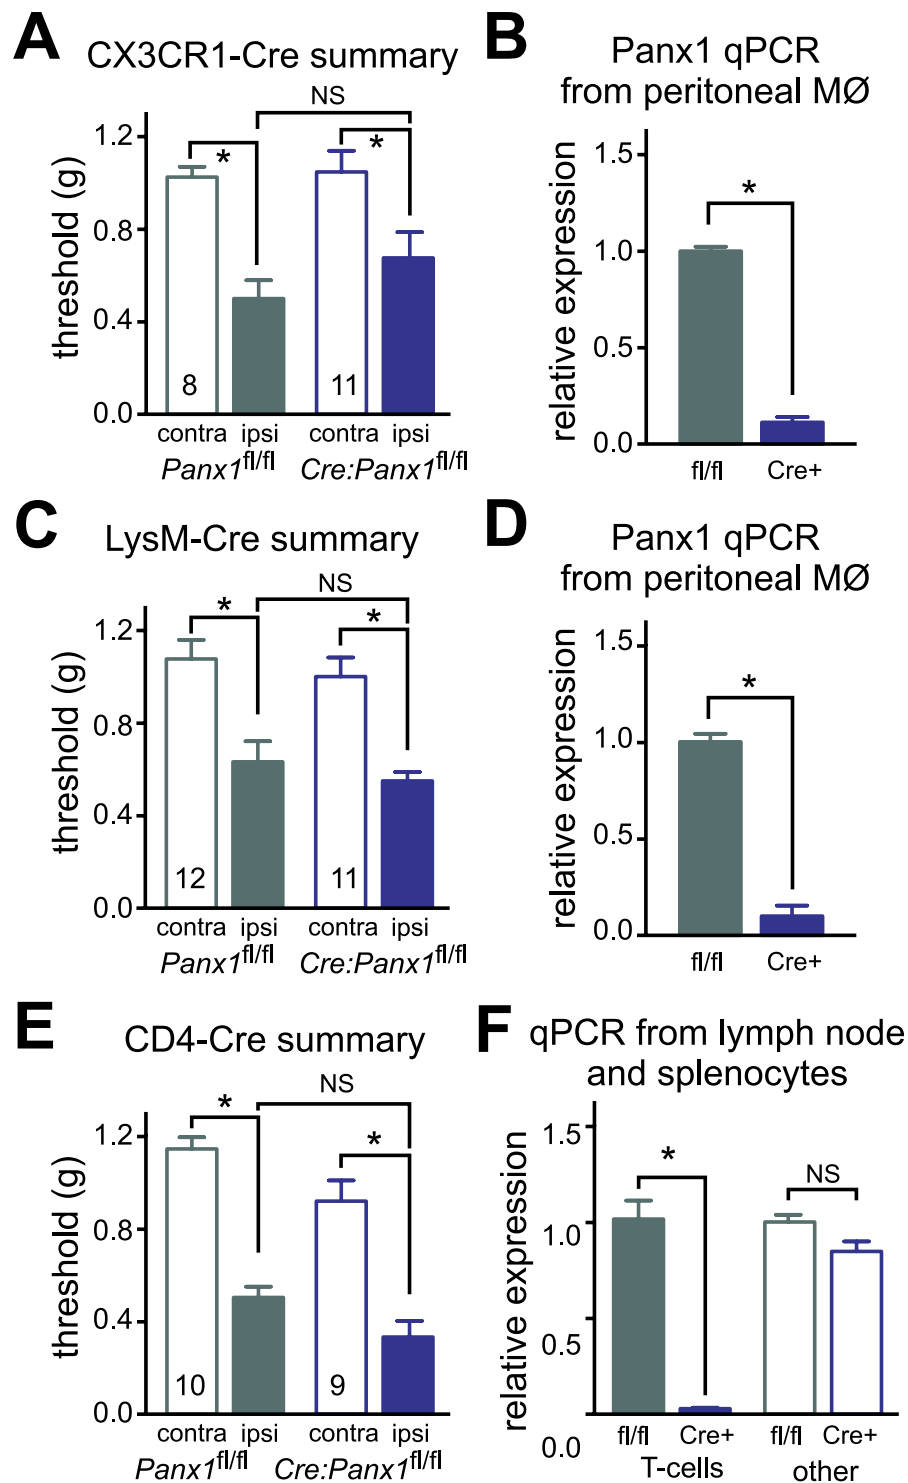 A
CX3CR1-Cre summary
NS
*
*
threshold (g)
1.2
0.8
0.4
0.0
8
11
contra ipsi contra ipsi
Panx1fl/fl Cre:Panx1fl/fl
B
Panx1 qPCR
from peritoneal MØ
*
relative expression
1.5
1.0
0.5
0.0
fl/fl Cre+
C
LysM-Cre summary
NS
*
*
threshold (g)
1.2
0.8
0.4
0.0
12
11
contra ipsi contra ipsi
Panx1fl/fl Cre:Panx1fl/fl
D
Panx1 qPCR
from peritoneal MØ
*
relative expression
1.5
1.0
0.5
0.0
fl/fl Cre+
E
CD4-Cre summary
NS
*
*
threshold (g)
1.2
0.8
0.4
0.0
10
9
contra ipsi contra ipsi
Panx1fl/fl Cre:Panx1fl/fl
F
qPCR from lymph node
and splenocytes
*
NS
relative expression
1.5
1.0
0.5
0.0
fl/fl Cre+ fl/fl Cre+
T-cells other